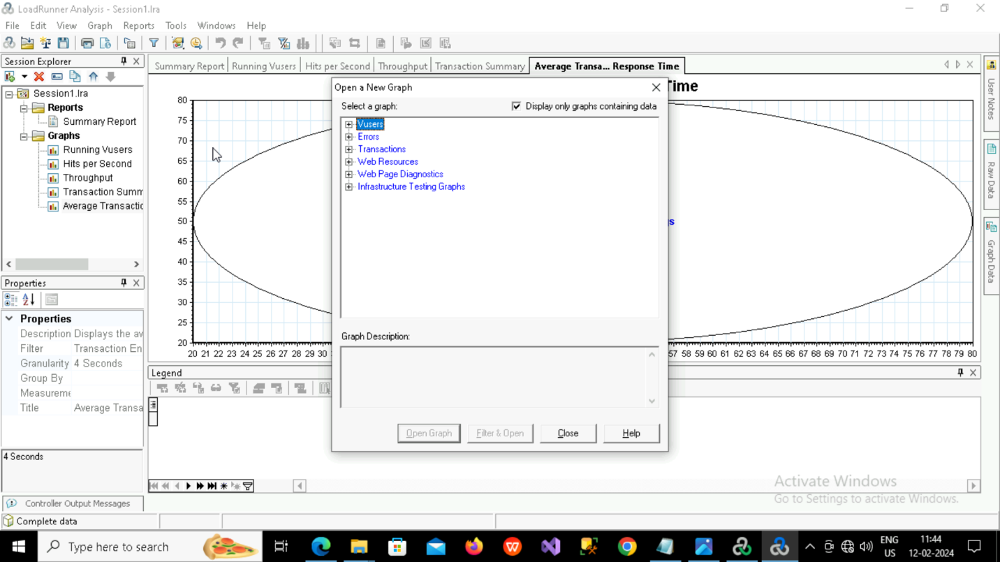 LoadRunner Analysis - Session1.lra
File Edit View Graph Reports Tools Windows Help
Session Explorer
Summary Report Running Vusers Hits per Second Throughput Transaction Summary Average Transa... Response Time
Session1.lra
Reports
Summary Report
Graphs
Running Vusers
Hits per Second
Throughput
Transaction Summ
Average Transactic
Properties
Properties
Description Displays the av
Filter Transaction En
Granularity 4 Seconds
Group By
Measureme
Title Average Transa
4 Seconds
Controller Output Messages
Complete data
Time
80
75
70
65
60
55
50
45
40
35
30
25
20
20 21 22 23 24 25 26 27 28 29 30
57 58 59 60 61 62 63 64 65 66 67 68 69 70 71 72 73 74 75 76 77 78 79 80
gs
Open a New Graph
Select a graph:
Display only graphs containing data
Vusers
Errors
Transactions
Web Resources
Web Page Diagnostics
Infrastructure Testing Graphs
Graph Description:
Open Graph Filter & Open Close Help
Legend
User Notes
Raw Data
Graph Data
Activate Windows
Go to Settings to activate Windows.
Type here to search
ENG
US
11:44
12-02-2024